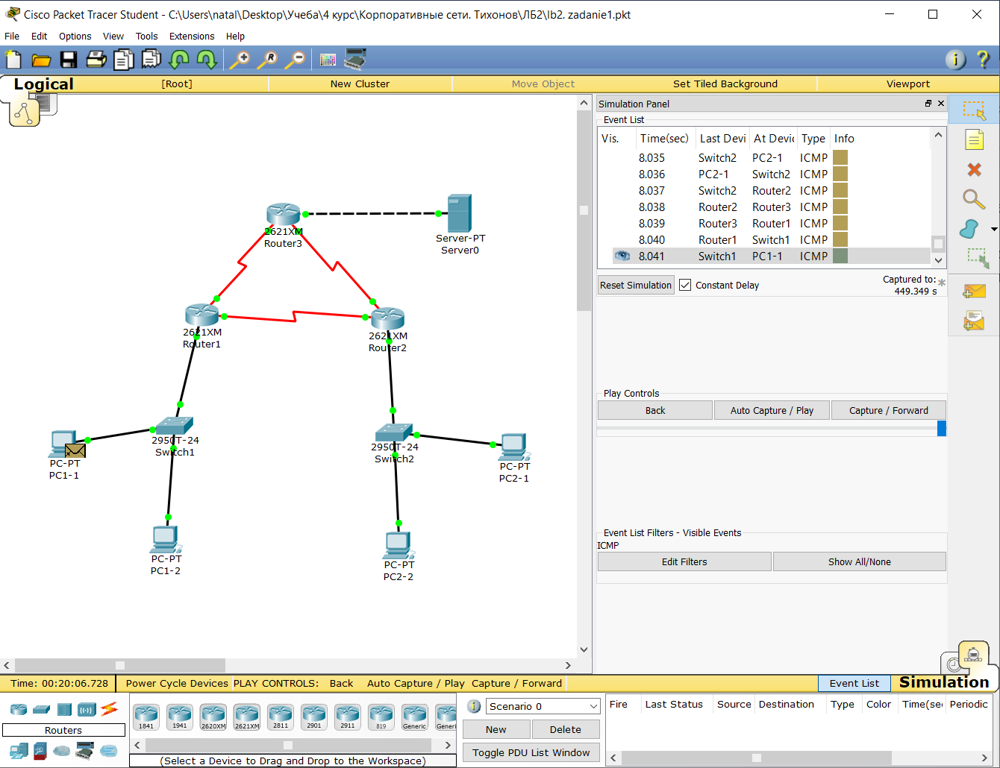 Cisco Packet Tracer Student - C:\Users\natal\Desktop\Учеба\4 курс\Корпоративные сети. Тихонов\ЛБ2\lb2. zadanie1.pkt
File Edit Options View Tools Extensions Help
Logical [Root] New Cluster Move Object Set Tiled Background Viewport
Simulation Panel
Event List
Vis. Time(sec) Last Devi At Devic Type Info
8.035 Switch2 PC2-1 ICMP
8.036 PC2-1 Switch2 ICMP
8.037 Switch2 Router2 ICMP
8.038 Router2 Router3 ICMP
8.039 Router3 Router1 ICMP
8.040 Router1 Switch1 ICMP
8.041 Switch1 PC1-1 ICMP
Reset Simulation Constant Delay Captured to:
449.349 s
2621XM
Router3
Server-PT
Server0
2621XM
Router1
2621XM
Router2
2950T-24
Switch1
2950T-24
Switch2
PC-PT
PC1-1
PC-PT
PC2-1
PC-PT
PC1-2
PC-PT
PC2-2
Play Controls
Back Auto Capture / Play Capture / Forward
Event List Filters - Visible Events
ICMP
Edit Filters Show All/None
Time: 00:20:06.728 Power Cycle Devices PLAY CONTROLS: Back Auto Capture / Play Capture / Forward Event List Simulation
Routers
1841 1941 2620XM 2621XM 2811 2901 2911 819 Generic Generi
(Select a Device to Drag and Drop to the Workspace)
Scenario 0
New Delete
Toggle PDU List Window
Fire Last Status Source Destination Type Color Time(sec Periodic